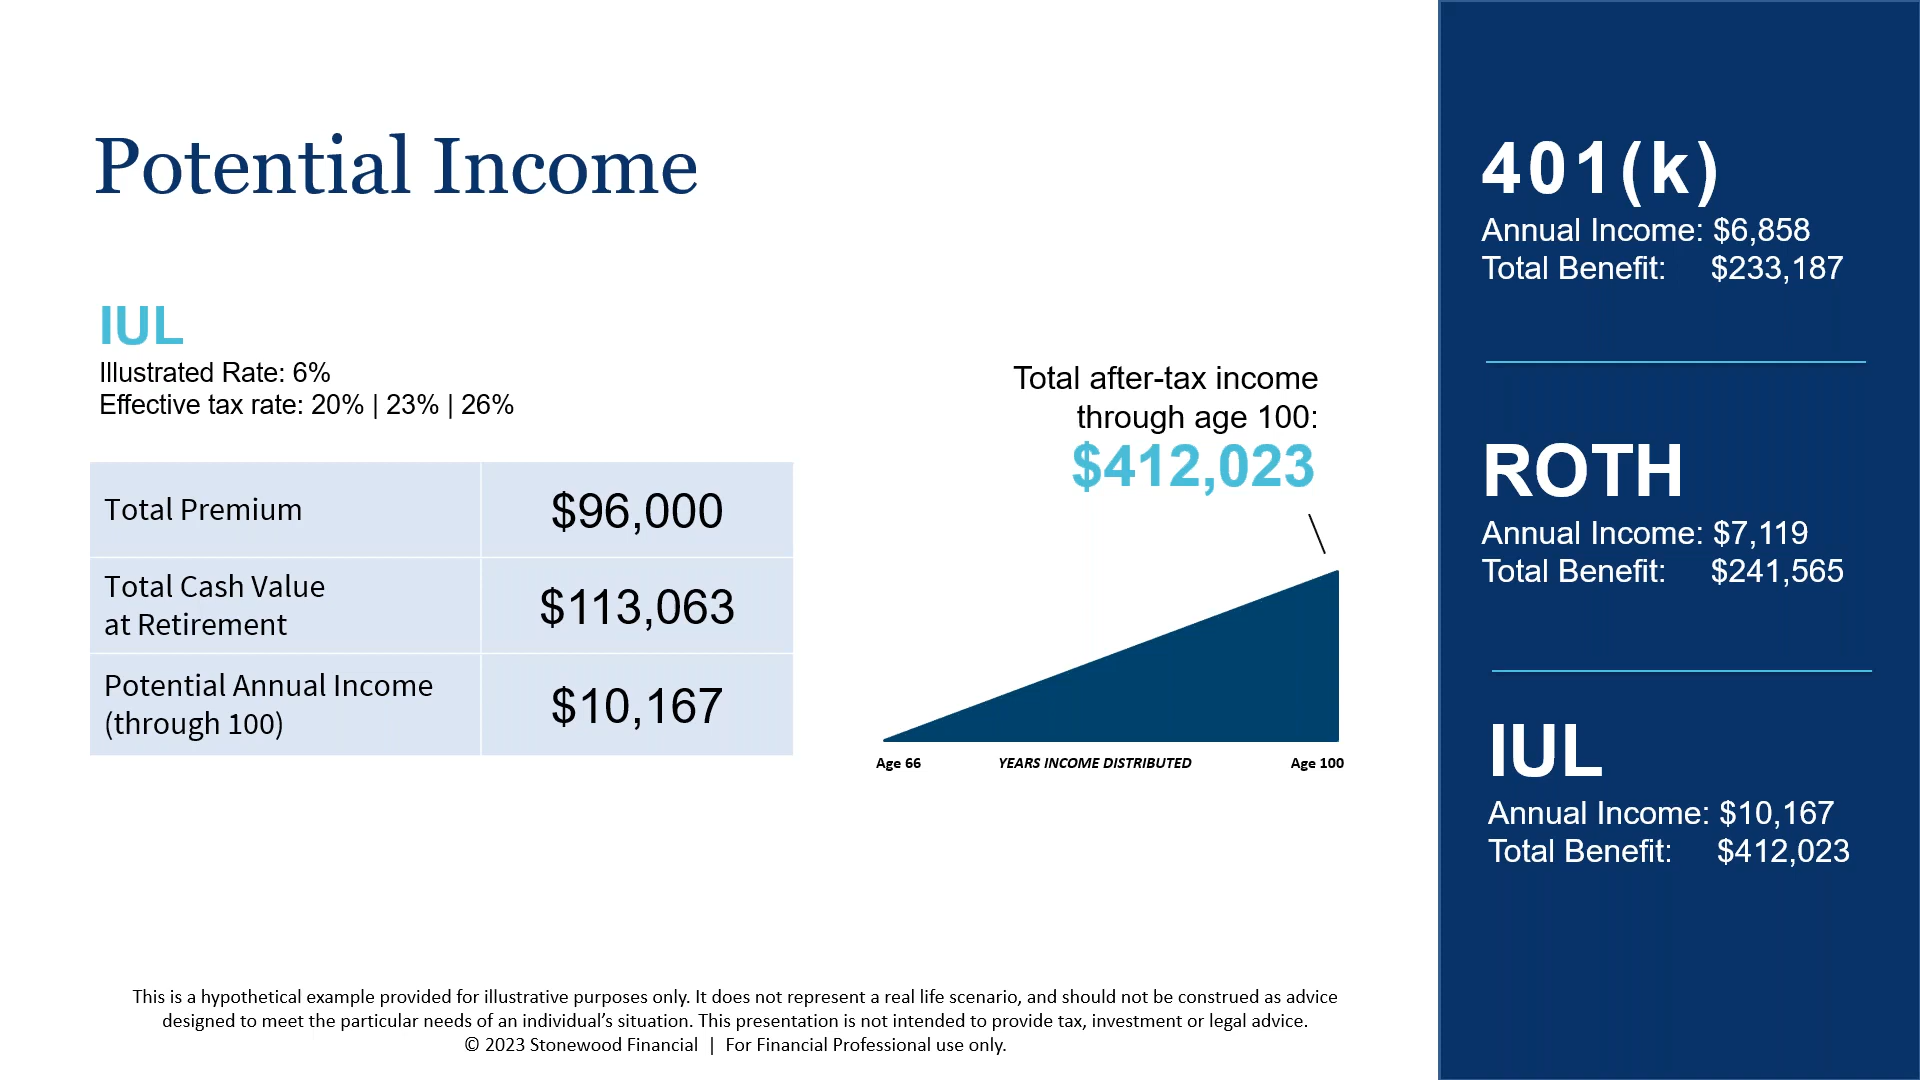 Potential Income
IUL
Illustrated Rate: 6%
Effective tax rate: 20% | 23% | 26%
Total Premium $96,000
Total Cash Value
at Retirement $113,063
Potential Annual Income
(through 100) $10,167
Total after-tax income
through age 100:
$412,023
Age 66 YEARS INCOME DISTRIBUTED Age 100
401(k)
Annual Income: $6,858
Total Benefit: $233,187
ROTH
Annual Income: $7,119
Total Benefit: $241,565
IUL
Annual Income: $10,167
Total Benefit: $412,023
This is a hypothetical example provided for illustrative purposes only. It does not represent a real life scenario, and should not be construed as advice
designed to meet the particular needs of an individual’s situation. This presentation is not intended to provide tax, investment or legal advice.
© 2023 Stonewood Financial | For Financial Professional use only.